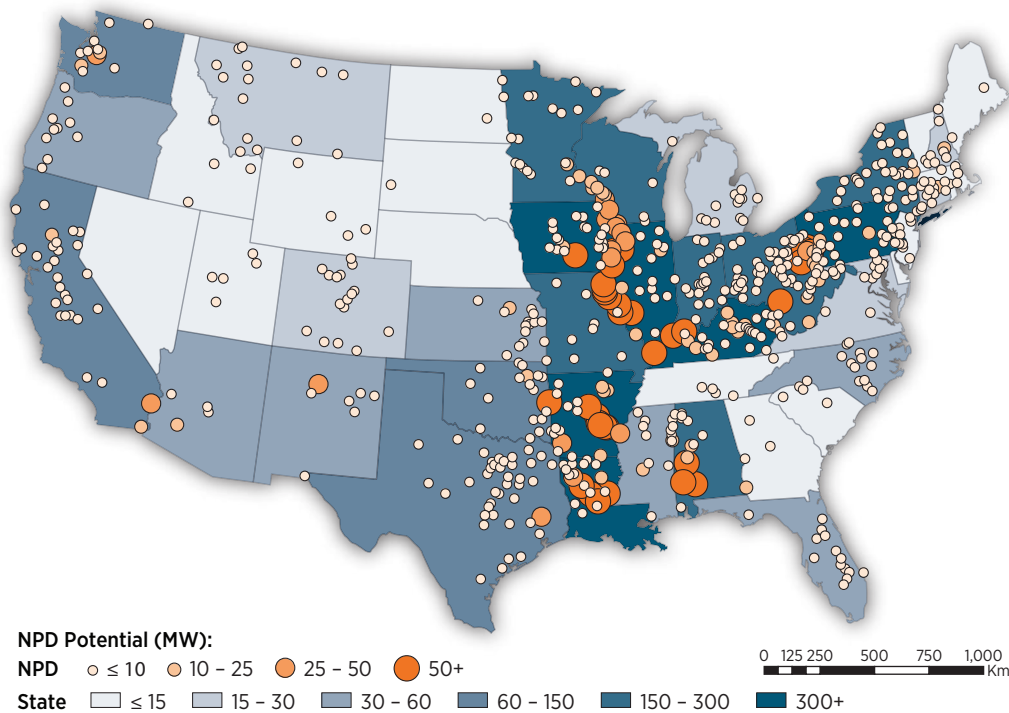 NPD Potential (MW):
NPD ≤ 10 10 – 25 25 – 50 50+
State ≤ 15 15 – 30 30 – 60 60 – 150 150 – 300 300+
0 125 250 500 750 1,000
Km